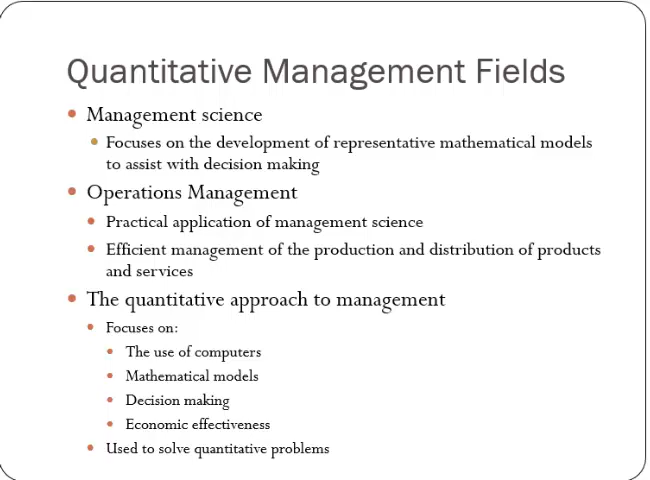 Quantitative Management Fields
Management science
Focuses on the development of representative mathematical models
to assist with decision making
Operations Management
Practical application of management science
Efficient management of the production and distribution of products
and services
The quantitative approach to management
Focuses on:
The use of computers
Mathematical models
Decision making
Economic effectiveness
Used to solve quantitative problems